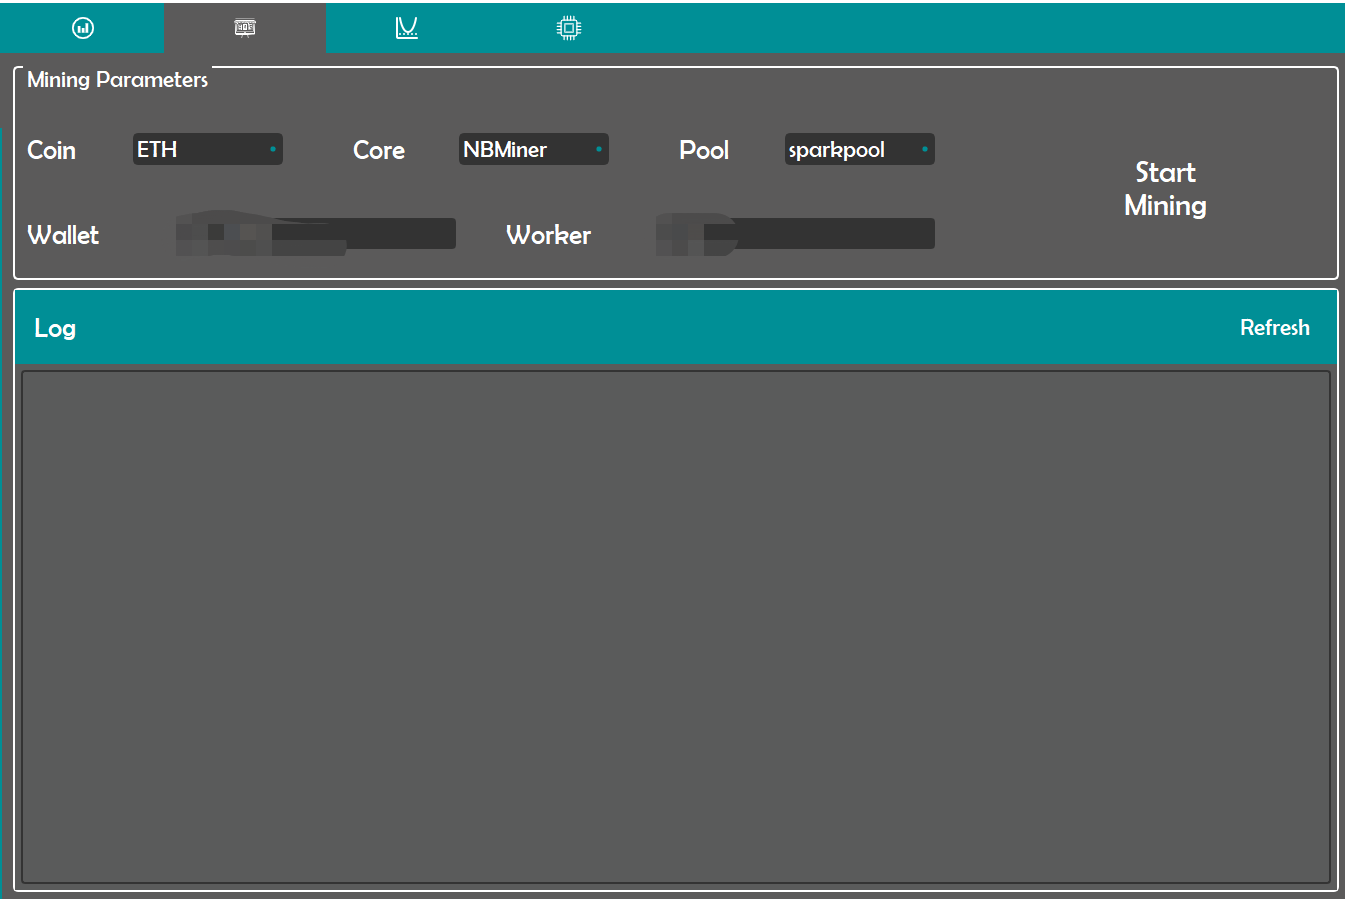 Mining Parameters
Coin ETH Core NBMiner Pool sparkpool
Start
Mining
Wallet Worker
Log Refresh